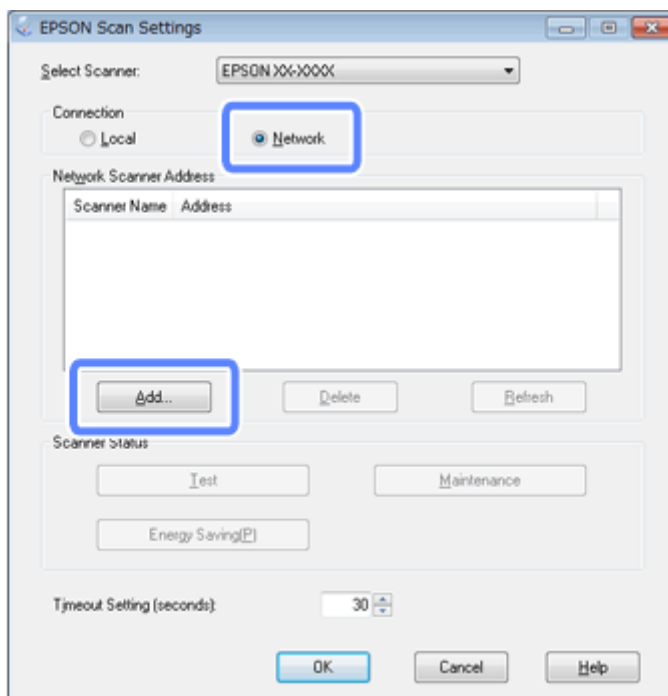 EPSON Scan Settings
Select Scanner: EPSON XX-XXXX
Connection
Local Network
Network Scanner Address
Scanner Name Address
Add... Delete Refresh
Scanner Status
Test Maintenance
Energy Saving(P)
Timeout Setting (seconds): 30
OK Cancel Help